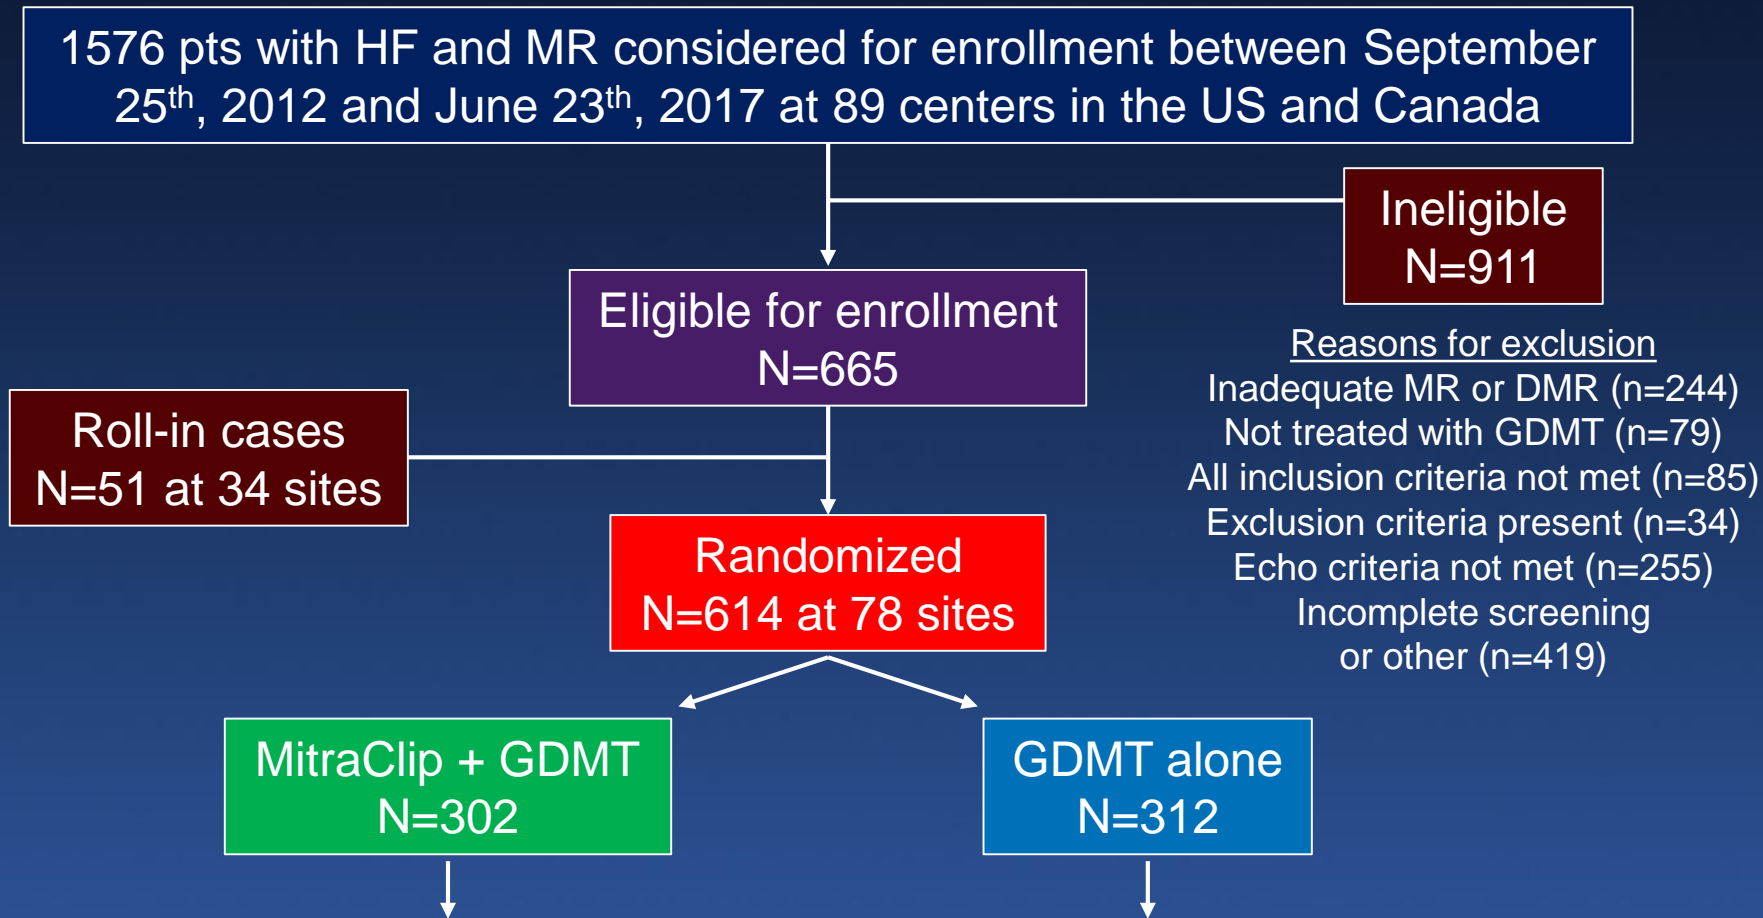 1576 pts with HF and MR considered for enrollment between September
25th, 2012 and June 23th, 2017 at 89 centers in the US and Canada
Ineligible
N=911
Eligible for enrollment
N=665
Reasons for exclusion
Inadequate MR or DMR (n=244)
Not treated with GDMT (n=79)
All inclusion criteria not met (n=85)
Exclusion criteria present (n=34)
Echo criteria not met (n=255)
Incomplete screening
or other (n=419)
Roll-in cases
N=51 at 34 sites
Randomized
N=614 at 78 sites
MitraClip + GDMT
N=302
GDMT alone
N=312